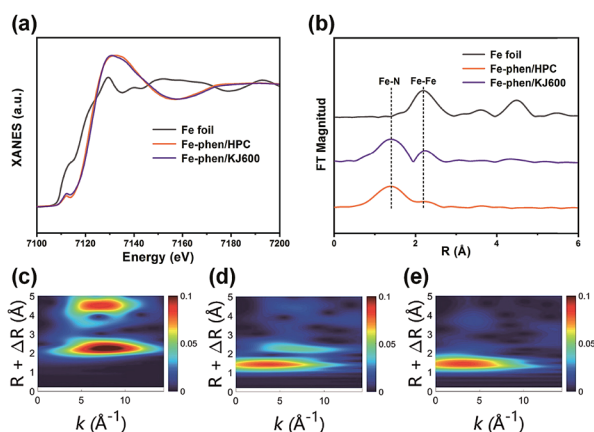 (a)
XANES (a.u.)
Fe foil
Fe-phen/HPC
Fe-phen/KJ600
7100 7120 7140 7160 7180 7200
Energy (eV)
(b)
FT Magnitud
Fe foil
Fe-phen/HPC
Fe-phen/KJ600
Fe-N Fe-Fe
0 1 2 3 4 5 6
R (Å)
(c)
R + ΔR (Å)
5
4
3
2
1
0
0 5 10
k (Å⁻¹)
0.1
0.05
0
(d)
5
4
3
2
1
0
0 5 10
k (Å⁻¹)
0.1
0.05
0
(e)
5
4
3
2
1
0
0 5 10
k (Å⁻¹)
0.1
0.05
0
R + ΔR (Å)
R + ΔR (Å)